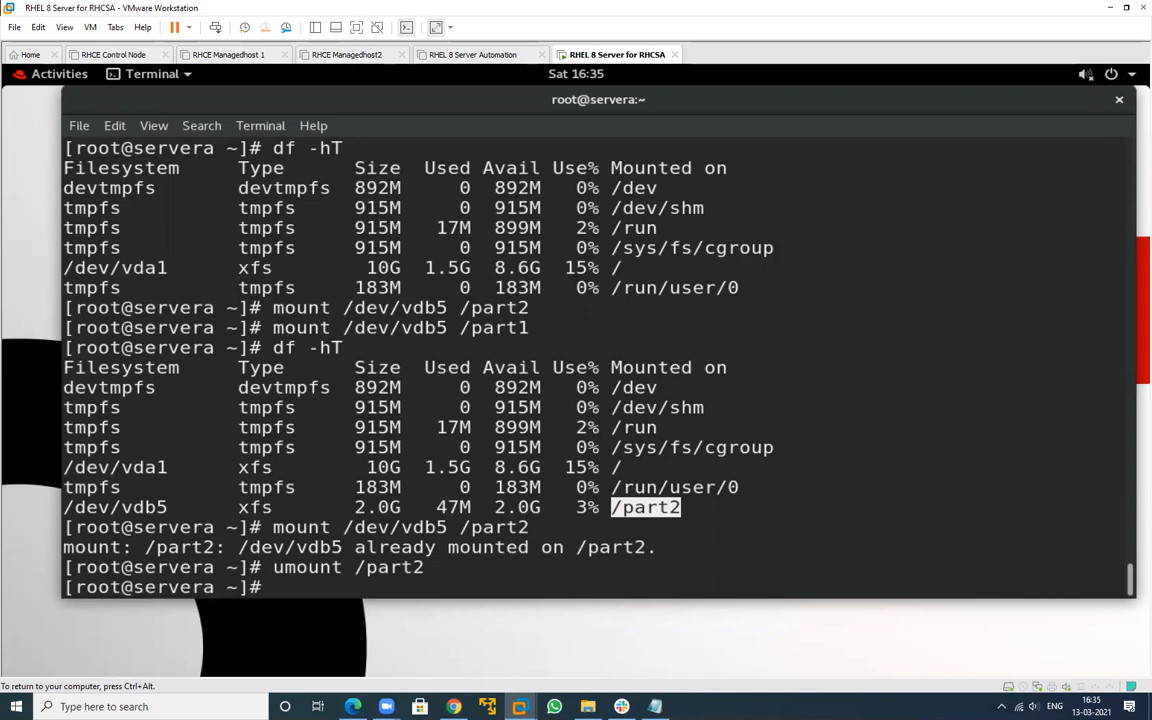 RHEL 8 Server for RHCSA - VMware Workstation
File Edit View VM Tabs Help
Home RHCE Control Node RHCE Managedhost 1 RHCE Managedhost2 RHEL 8 Server Automation RHEL 8 Server for RHCSA
Activities Terminal Sat 16:35
root@servera:~
File Edit View Search Terminal Help
[root@servera ~]# df -hT
Filesystem Type Size Used Avail Use% Mounted on
devtmpfs devtmpfs 892M 0 892M 0% /dev
tmpfs tmpfs 915M 0 915M 0% /dev/shm
tmpfs tmpfs 915M 17M 899M 2% /run
tmpfs tmpfs 915M 0 915M 0% /sys/fs/cgroup
/dev/vda1 xfs 10G 1.5G 8.6G 15% /
tmpfs tmpfs 183M 0 183M 0% /run/user/0
[root@servera ~]# mount /dev/vdb5 /part2
[root@servera ~]# mount /dev/vdb5 /part1
[root@servera ~]# df -hT
Filesystem Type Size Used Avail Use% Mounted on
devtmpfs devtmpfs 892M 0 892M 0% /dev
tmpfs tmpfs 915M 0 915M 0% /dev/shm
tmpfs tmpfs 915M 17M 899M 2% /run
tmpfs tmpfs 915M 0 915M 0% /sys/fs/cgroup
/dev/vda1 xfs 10G 1.5G 8.6G 15% /
tmpfs tmpfs 183M 0 183M 0% /run/user/0
/dev/vdb5 xfs 2.0G 47M 2.0G 3% /part2
[root@servera ~]# mount /dev/vdb5 /part2
mount: /part2: /dev/vdb5 already mounted on /part2.
[root@servera ~]# umount /part2
[root@servera ~]#
To return to your computer, press Ctrl+Alt.
Type here to search
ENG
16:35
13-03-2021